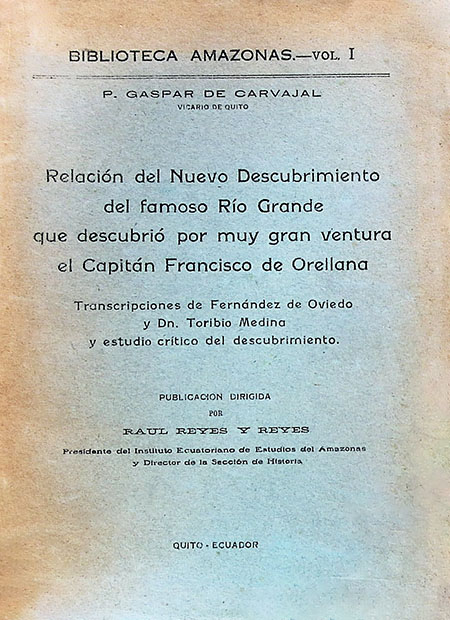 BIBLIOTECA AMAZONAS.—VOL. I
P. GASPAR DE CARVAJAL
VICARIO DE QUITO
Relación del Nuevo Descubrimiento
del famoso Río Grande
que descubrió por muy gran ventura
el Capitán Francisco de Orellana
Transcripciones de Fernández de Oviedo
y Dn. Toribio Medina
y estudio crítico del descubrimiento.
PUBLICACION DIRIGIDA
POR
RAUL REYES Y REYES
Presidente del Instituto Ecuatoriano de Estudios del Amazonas
y Director de la Sección de Historia
QUITO - ECUADOR